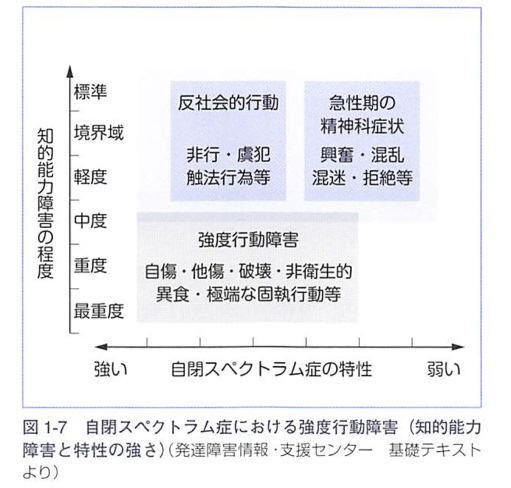 知的能力障害の程度
標準
境界域
軽度
中度
重度
最重度
反社会的行動
非行・虞犯
触法行為等
急性期の
精神科症状
興奮・混乱
混迷・拒絶等
強度行動障害
自傷・他傷・破壊・非衛生的
異食・極端な固執行動等
強い
自閉スペクトラム症の特性
弱い
図1-7 自閉スペクトラム症における強度行動障害（知的能力
障害と特性の強さ）（発達障害情報・支援センター 基礎テキスト
より）